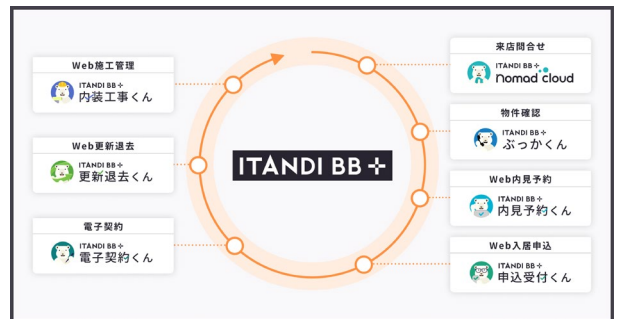 Web施工管理
ITANDI BB+
内装工事くん
Web更新退去
ITANDI BB+
更新退去くん
電子契約
ITANDI BB+
電子契約くん
ITANDI BB+
来店問合せ
ITANDI BB+
nomad cloud
物件確認
ITANDI BB+
ぶっかくん
Web内見予約
ITANDI BB+
内見予約くん
Web入居申込
ITANDI BB+
申込受付くん